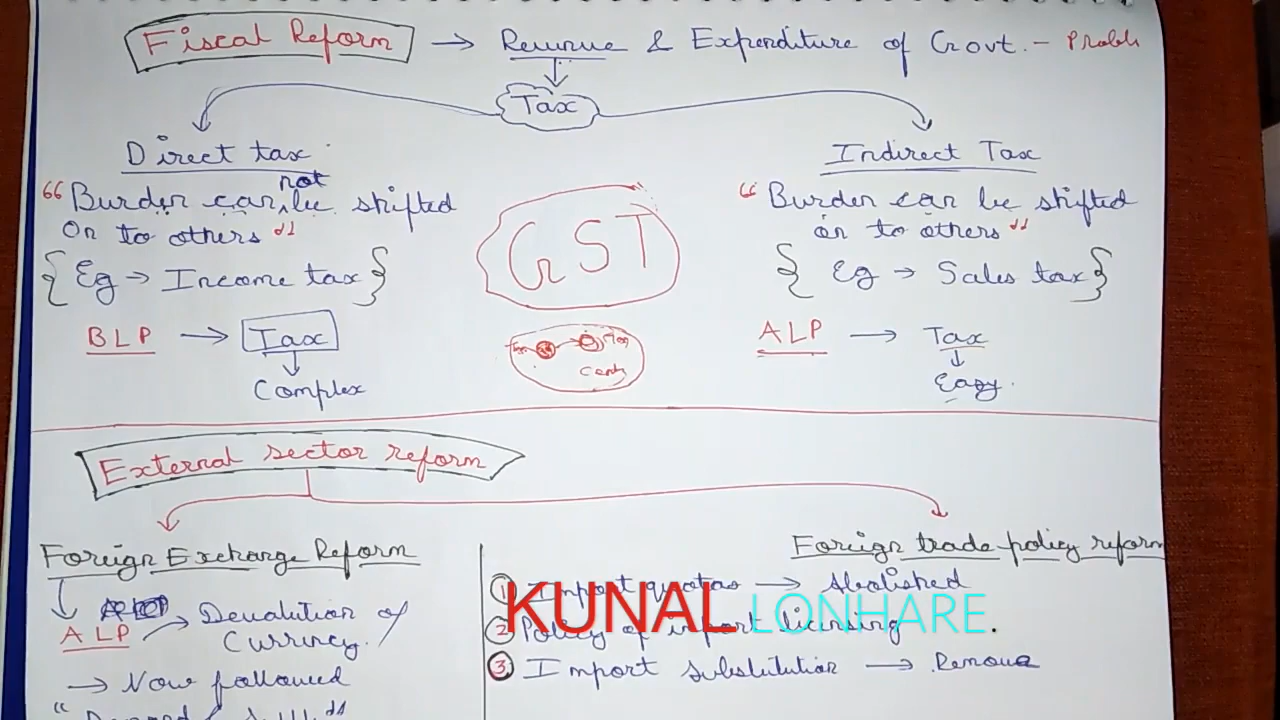 Fiscal Reform → Revenue & Expenditure of Govt. –
Tax
Direct tax
"Burden can not be shifted
on to others"
{Eg → Income tax}
BLP → Tax
Complex
GST
Indirect Tax
"Burden can be shifted
on to others"
{Eg → Sales tax}
ALP → Tax
Easy.
External sector reform
Foreign Exchange Reform
ALP → Devalution of
Currency.
→ Now followed
"Demand
Foreign trade policy reform
① Import quotas → Abolished
② Policy of import licensing
③ Import substitution → Remove
KUNAL LONHARE.